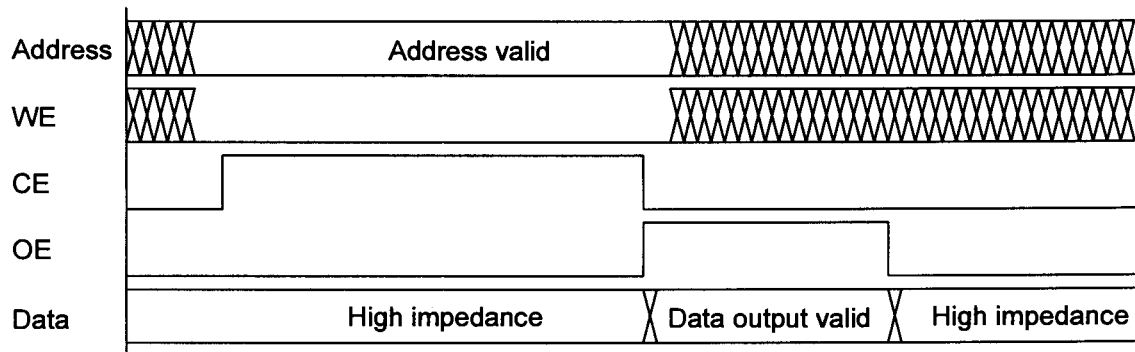 Address
Address valid
WE
CE
OE
Data
High impedance
Data output valid
High impedance